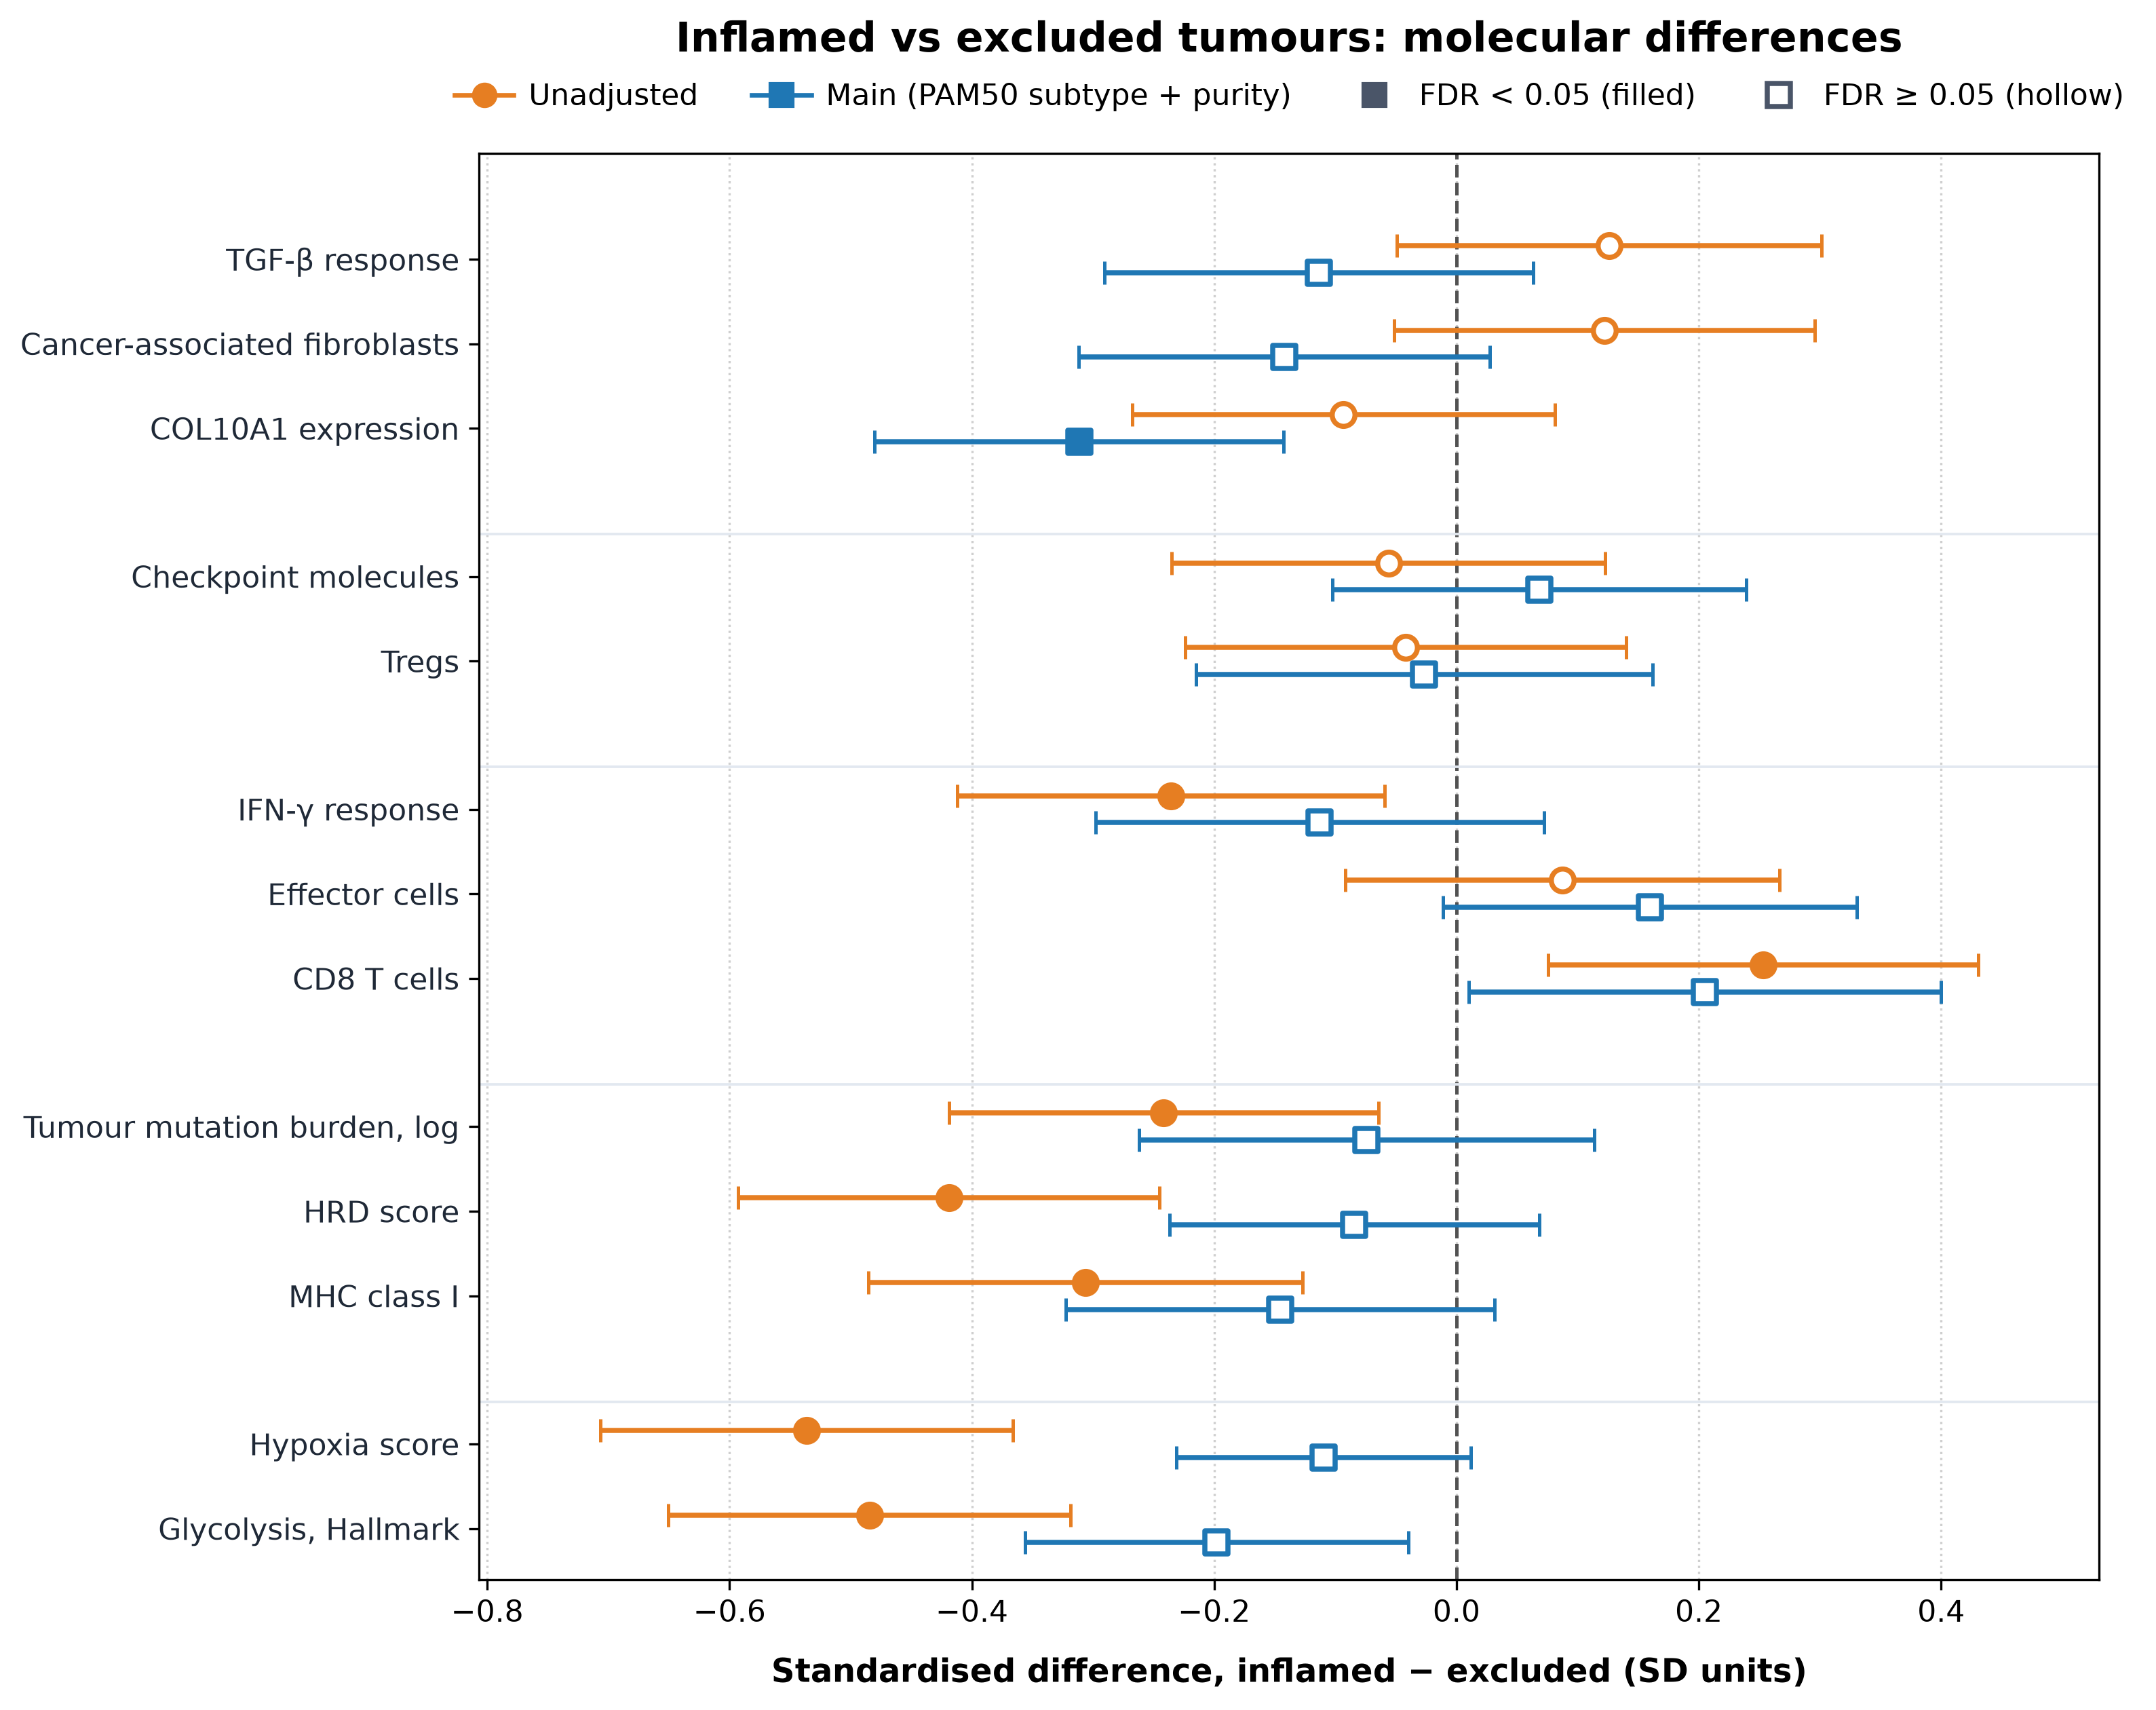 Inflamed vs excluded tumours: molecular differences
Unadjusted
Main (PAM50 subtype + purity)
FDR < 0.05 (filled)
FDR ≥ 0.05 (hollow)
TGF-β response
Cancer-associated fibroblasts
COL10A1 expression
Checkpoint molecules
Tregs
IFN-γ response
Effector cells
CD8 T cells
Tumour mutation burden, log
HRD score
MHC class I
Hypoxia score
Glycolysis, Hallmark
−0.8 −0.6 −0.4 −0.2 0.0 0.2 0.4
Standardised difference, inflamed − excluded (SD units)